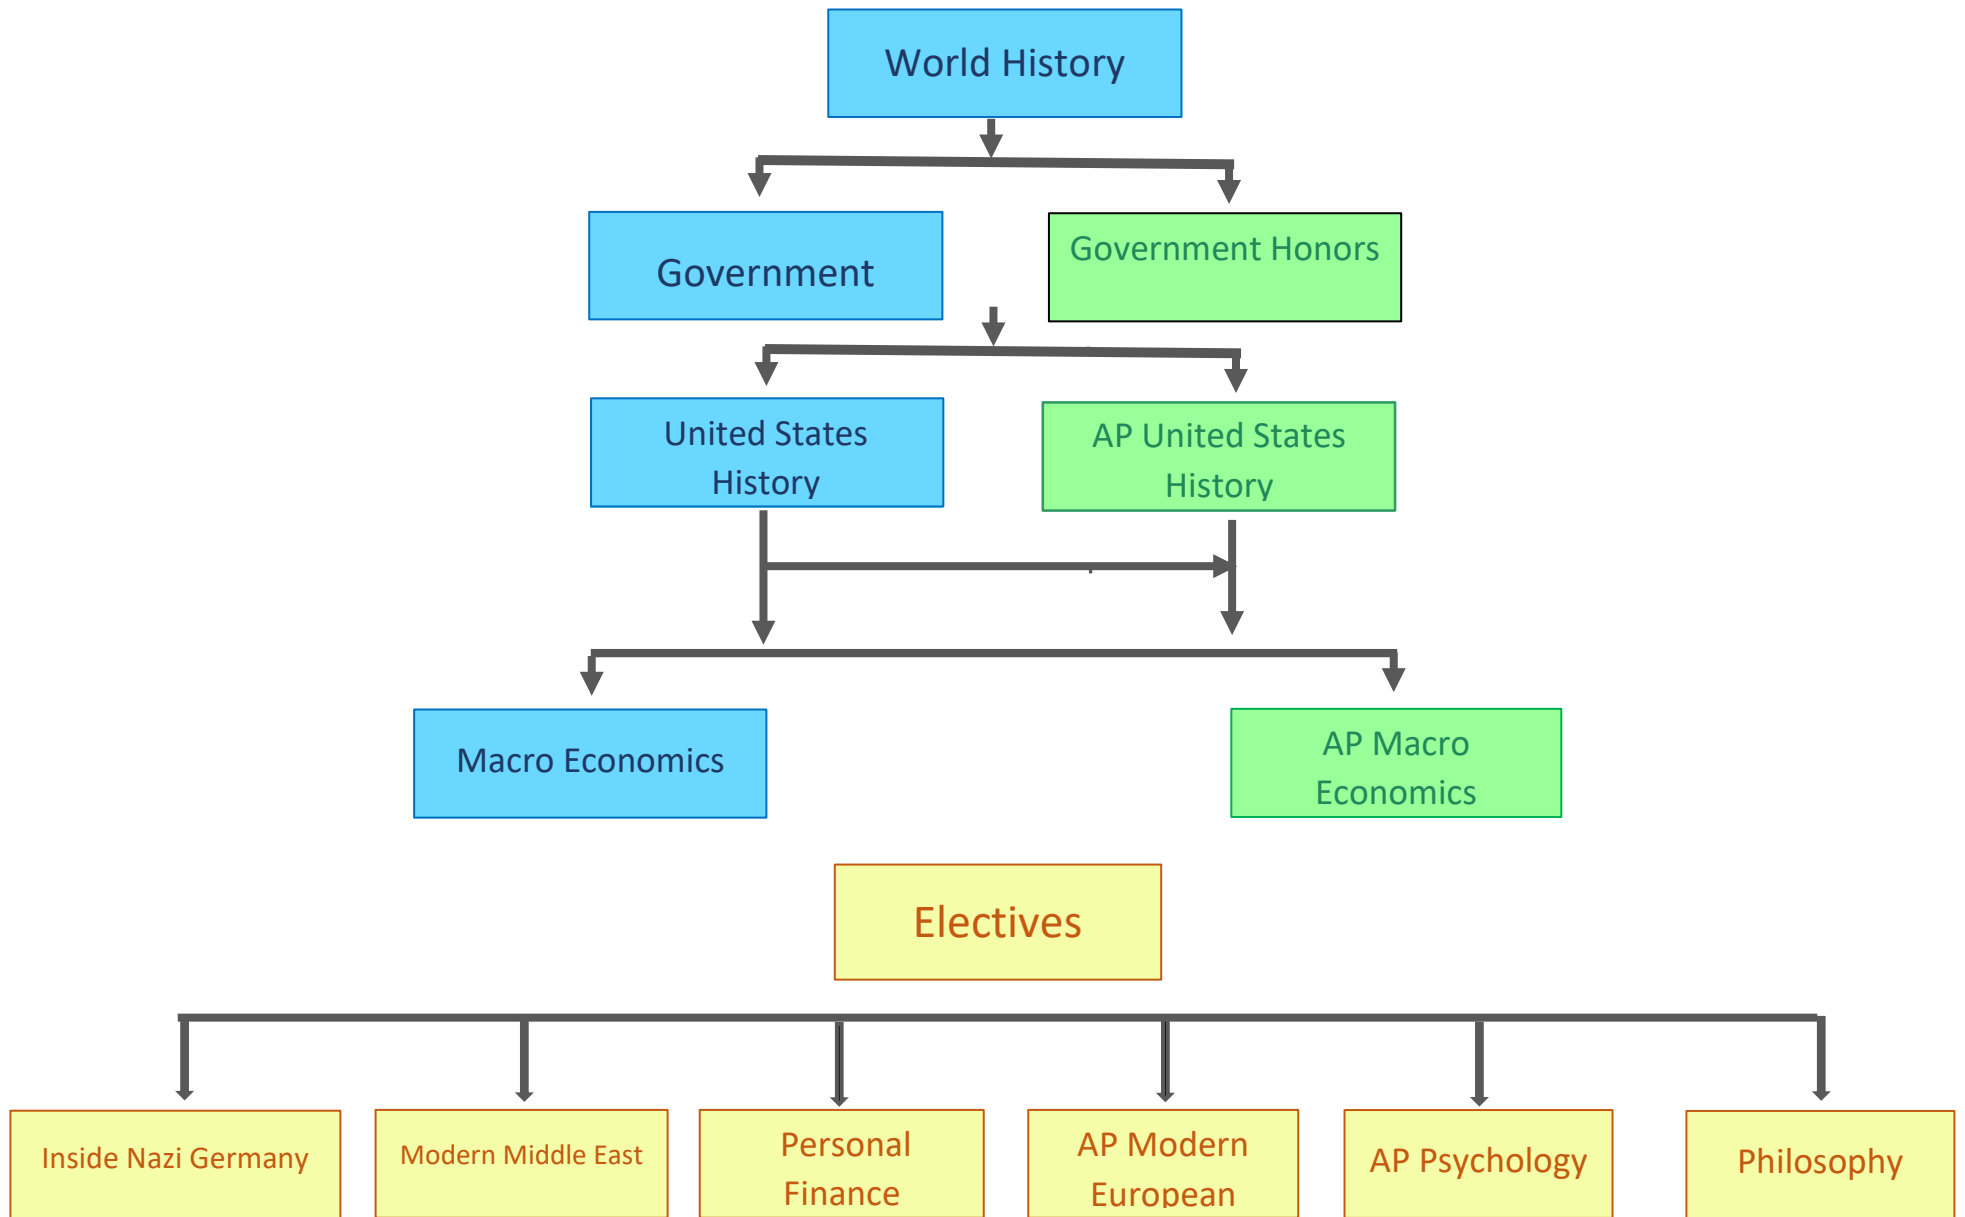 World History
Government
Government Honors
United States
History
AP United States
History
Macro Economics
AP Macro
Economics
Electives
Inside Nazi Germany
Modern Middle East
Personal
Finance
AP Modern
European
AP Psychology
Philosophy